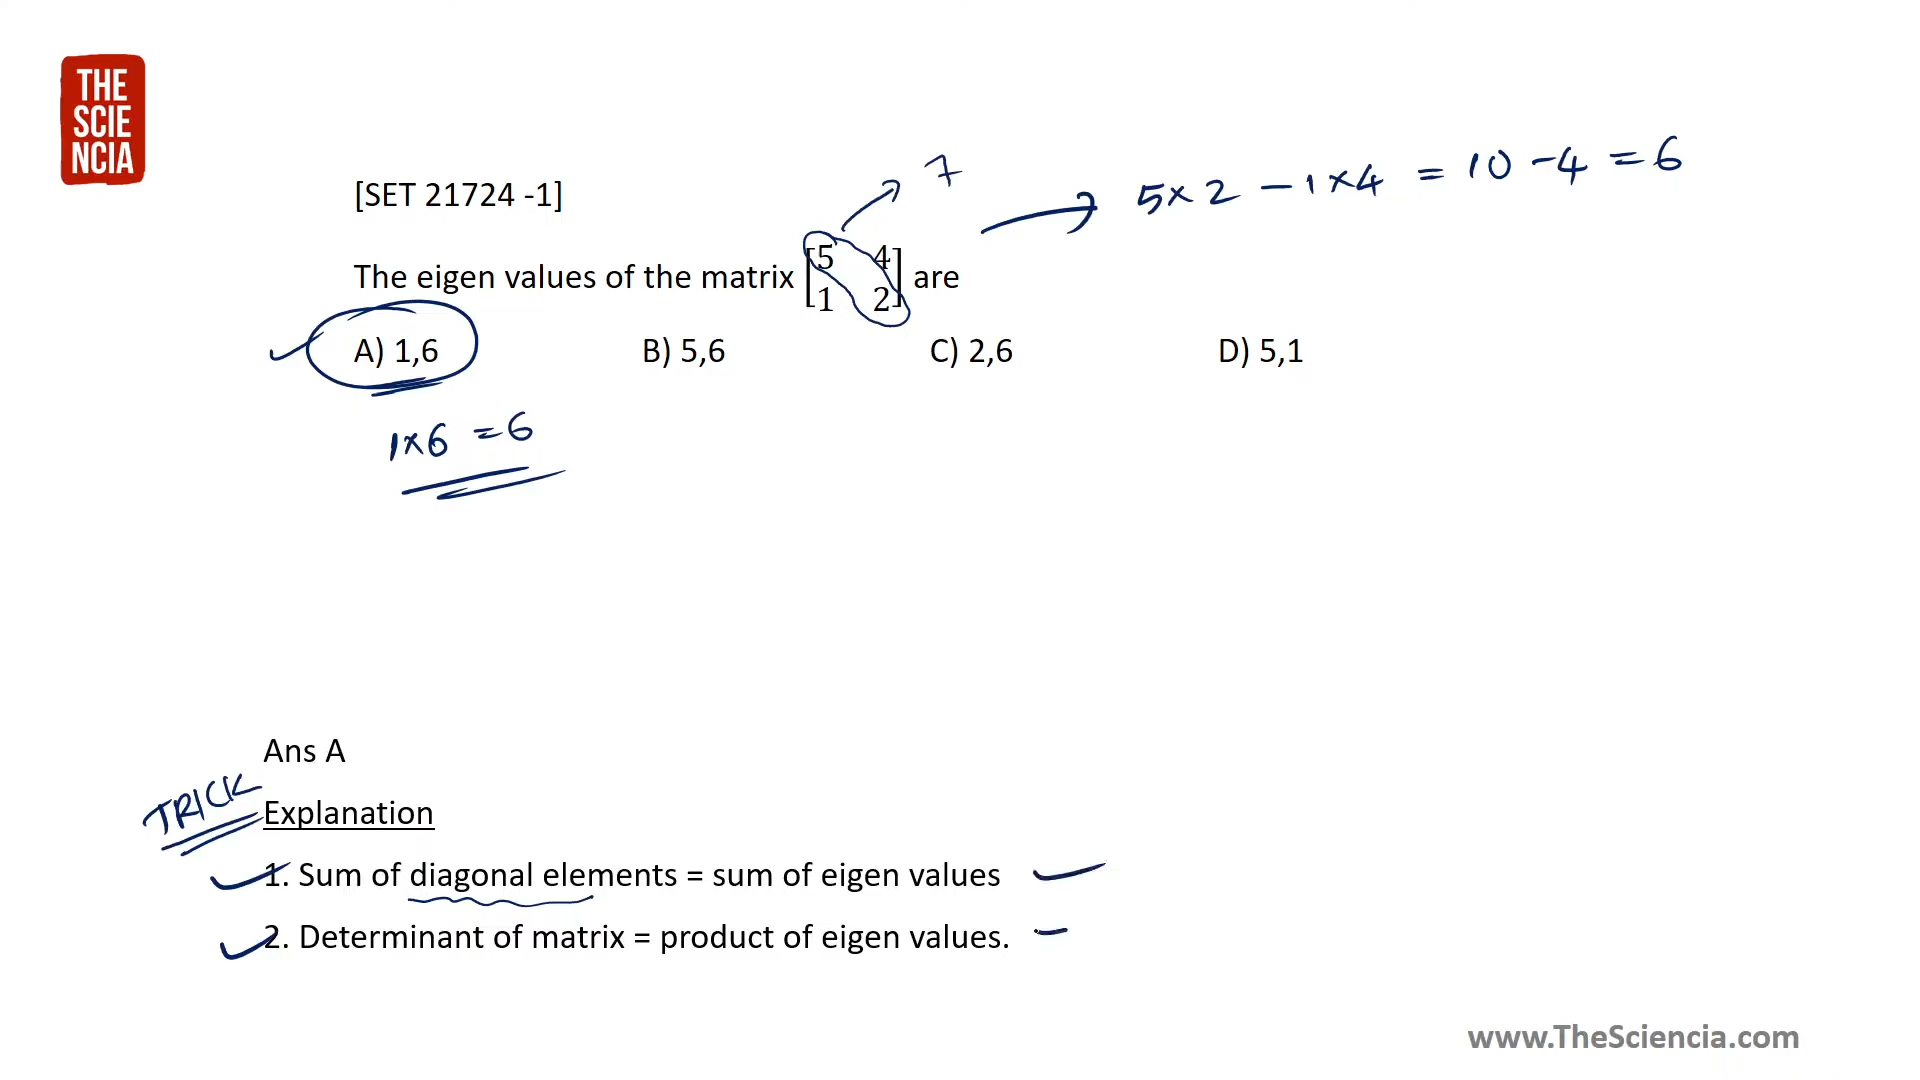 THE
SCIE
NCIA
7
5×2 – 1×4 = 10 – 4 = 6
[SET 21724 -1]
The eigen values of the matrix [5 4
1 2] are
A) 1,6 B) 5,6 C) 2,6 D) 5,1
1×6 = 6
Ans A
TRICK
Explanation
1. Sum of diagonal elements = sum of eigen values
2. Determinant of matrix = product of eigen values.
www.TheSciencia.com